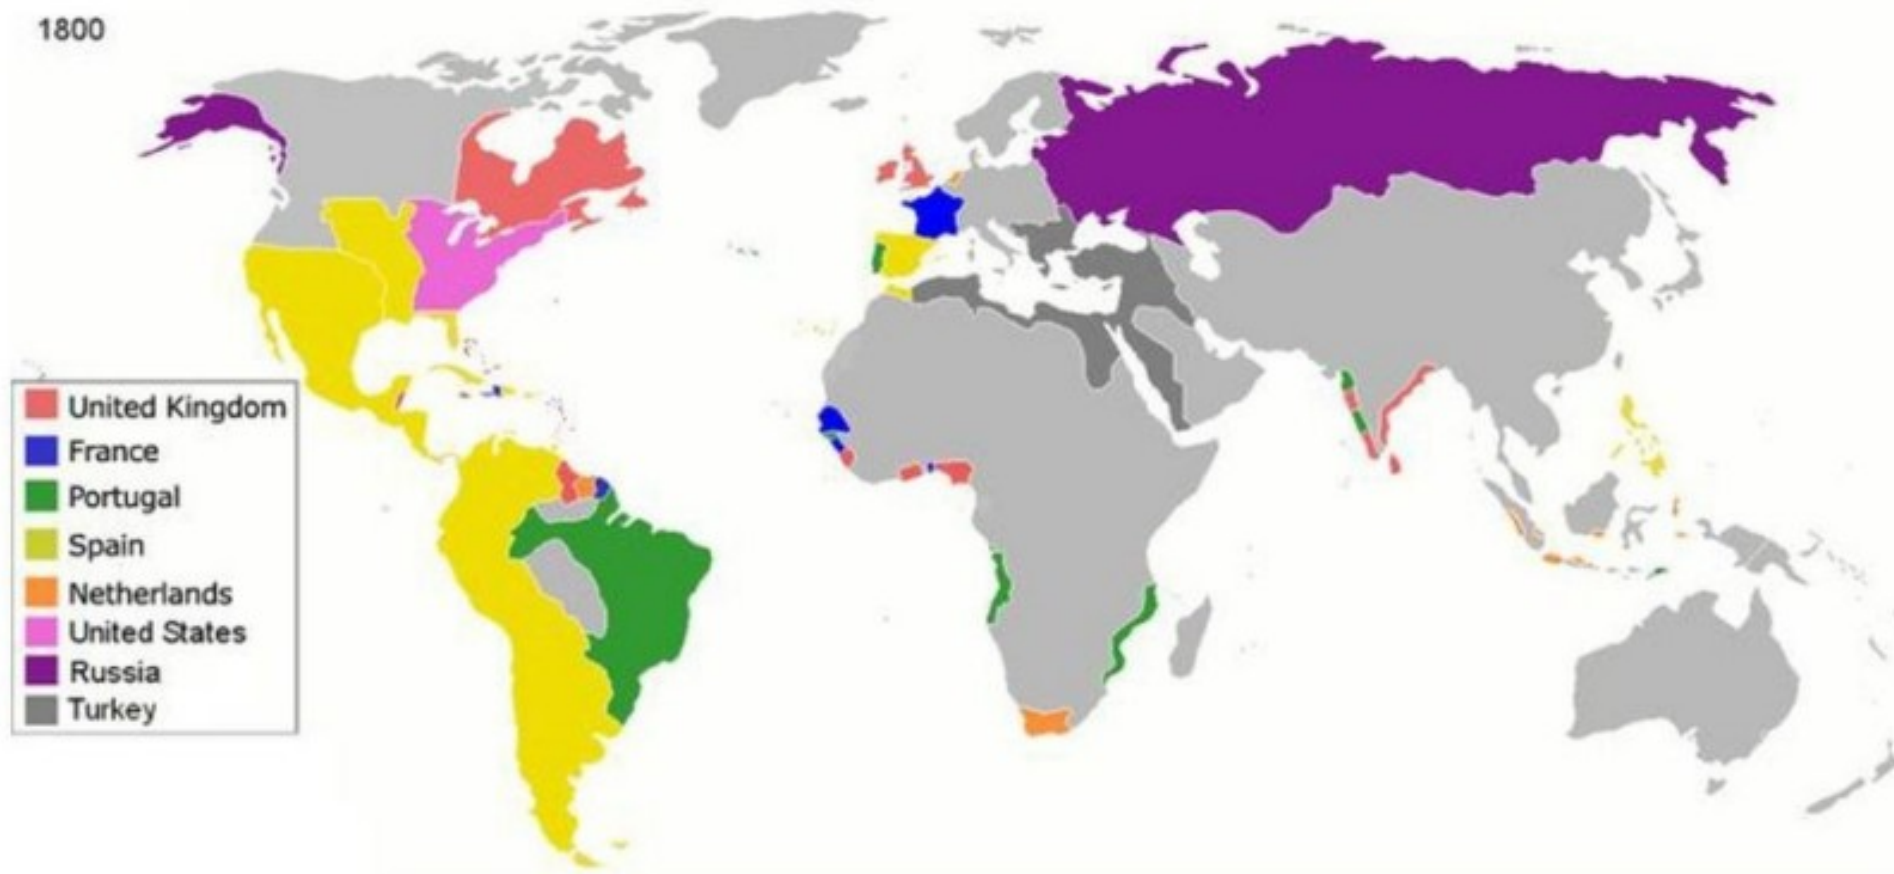 1800
United Kingdom
France
Portugal
Spain
Netherlands
United States
Russia
Turkey